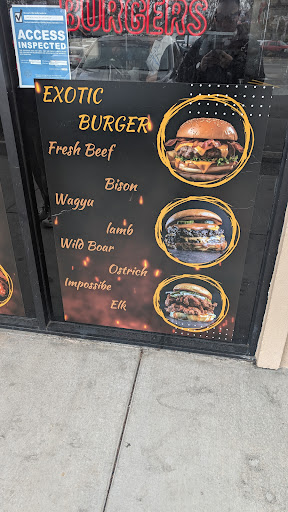 BURGERS
ACCESS
INSPECTED
EXOTIC
BURGER
Fresh Beef
Bison
Wagyu
lamb
Wild Boar
Ostrich
Impossibe
Elk